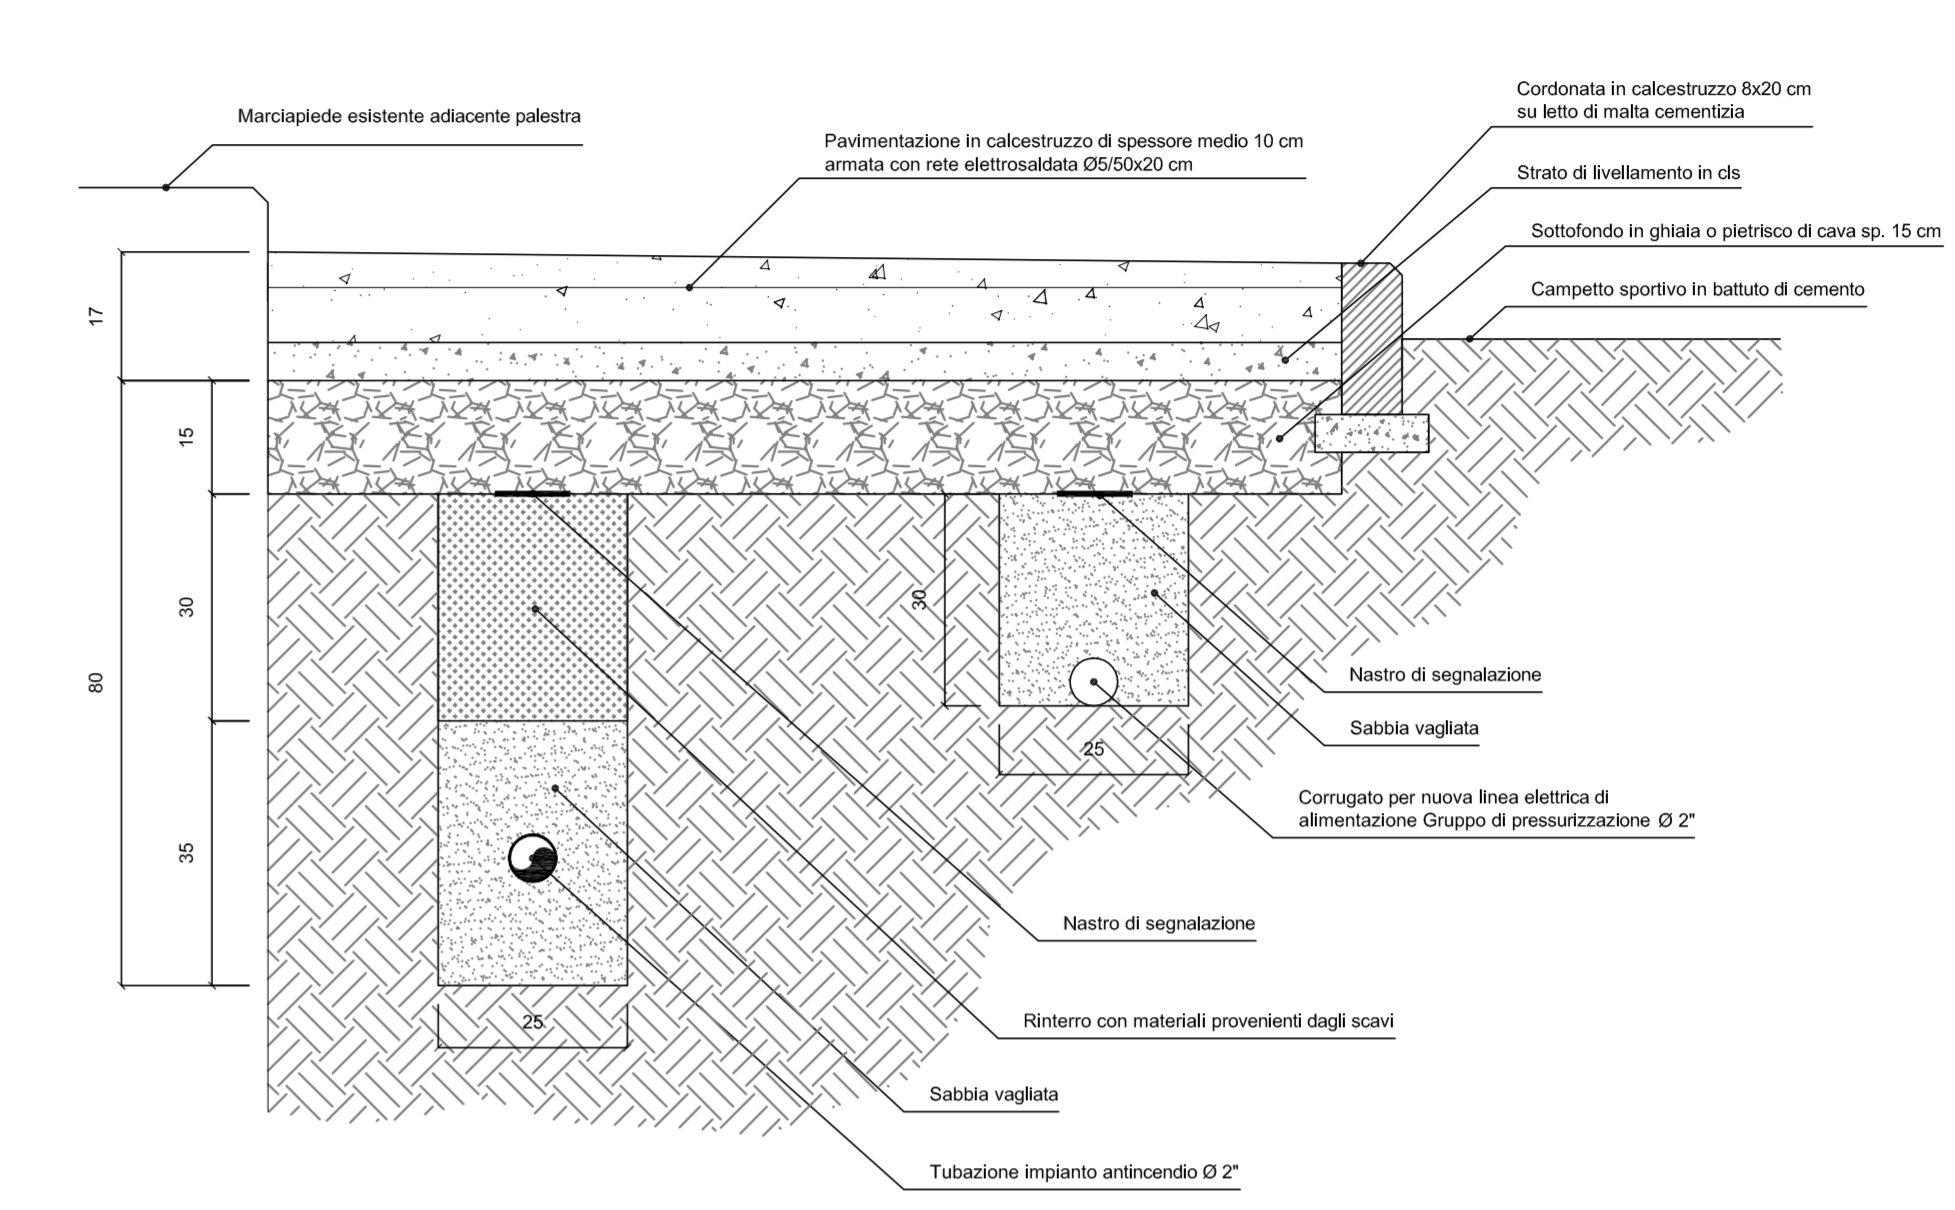 Cordonata in calcestruzzo 8x20 cm
su letto di malta cementizia
Marciapiede esistente adiacente palestra
Pavimentazione in calcestruzzo di spessore medio 10 cm
armata con rete elettrosaldata Ø5/50x20 cm
Strato di livellamento in cls
Sottofondo in ghiaia o pietrisco di cava sp. 15 cm
Campetto sportivo in battuto di cemento
17
15
30
30
80
Nastro di segnalazione
Sabbia vagliata
25
Corrugato per nuova linea elettrica di
alimentazione Gruppo di pressurizzazione Ø 2"
35
Nastro di segnalazione
25
Rinterro con materiali provenienti dagli scavi
Sabbia vagliata
Tubazione impianto antincendio Ø 2"